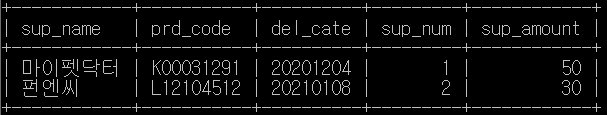 sup_name | prd_code | del_cate | sup_num | sup_amount
마이펫닥터 | K00031291 | 20201204 | 1 | 50
펀엔씨 | L12104512 | 20210108 | 2 | 30